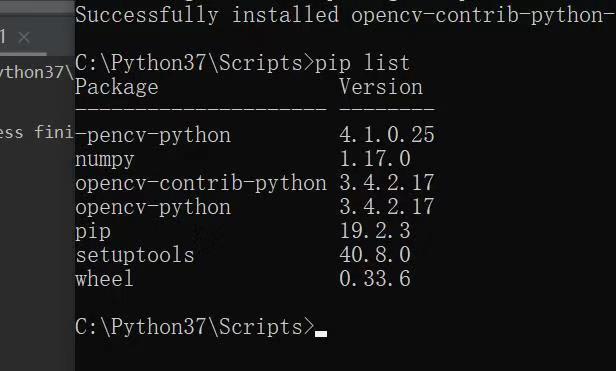 Successfully installed opencv-contrib-python-
1
ython37\
C:\Python37\Scripts>pip list
Package Version
--------------------- --------
-pencv-python 4.1.0.25
ess fini
numpy 1.17.0
opencv-contrib-python 3.4.2.17
opencv-python 3.4.2.17
pip 19.2.3
setuptools 40.8.0
wheel 0.33.6
C:\Python37\Scripts>